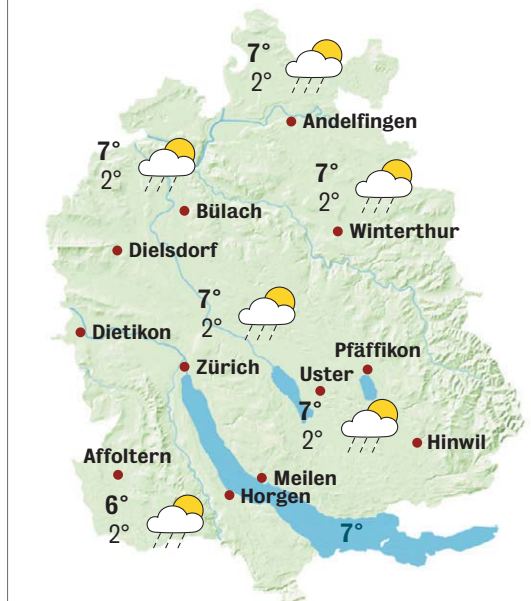 7°
2°
Andelfingen
7°
2°
7°
2°
Bülach
Winterthur
Dielsdorf
7°
2°
Dietikon
Zürich
Pfäffikon
Uster
7°
2°
Hinwil
Affoltern
Meilen
Horgen
6°
2°
7°